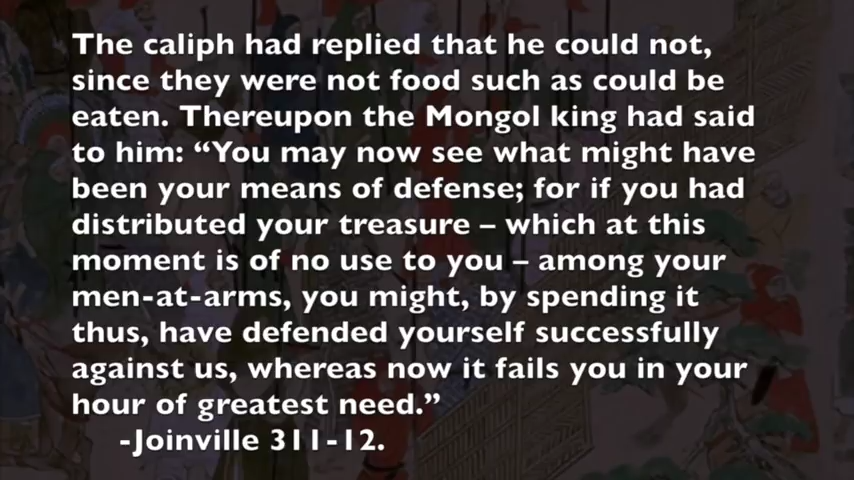 The caliph had replied that he could not,
since they were not food such as could be
eaten. Thereupon the Mongol king had said
to him: “You may now see what might have
been your means of defense; for if you had
distributed your treasure – which at this
moment is of no use to you – among your
men-at-arms, you might, by spending it
thus, have defended yourself successfully
against us, whereas now it fails you in your
hour of greatest need.”
-Joinville 311-12.